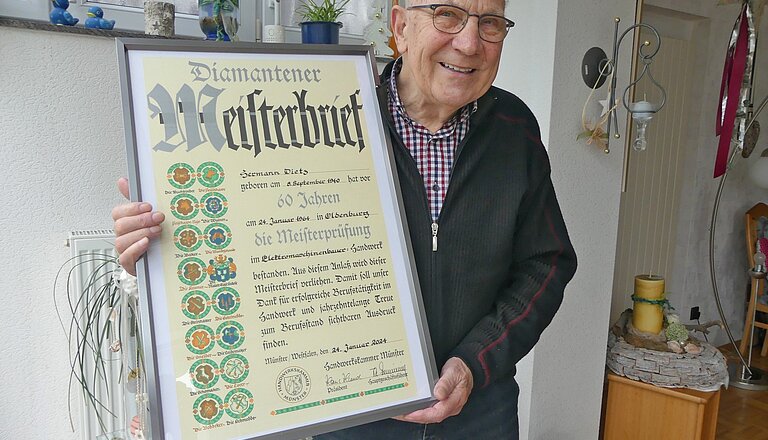 Diamantener
Meisterbrief
Hermann Dietz
geboren am 8. September 1940 hat vor
60 Jahren
am 24. Januar 1964 in Oldenburg
die Meisterprüfung
im Elektromaschinenbauer-Handwerk
bestanden. Aus diesem Anlaß wird dieser
Meisterbrief verliehen. Damit soll unser
Dank für erfolgreiche Berufstätigkeit im
Handwerk und jahrzehntelange Treue
zum Berufsstand sichtbaren Ausdruck
finden.
Münster/Westfalen, den 24. Januar 2024
Handwerkskammer Münster
Präsident
Hauptgeschäftsführer
HANDWERKSKAMMER
MÜNSTER